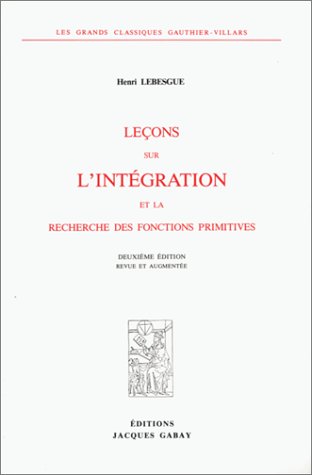 LES GRANDS CLASSIQUES GAUTHIER-VILLARS
Henri LEBESGUE
LEÇONS
SUR
L'INTÉGRATION
ET LA
RECHERCHE DES FONCTIONS PRIMITIVES
DEUXIÈME ÉDITION
REVUE ET AUGMENTÉE
ÉDITIONS
JACQUES GABAY